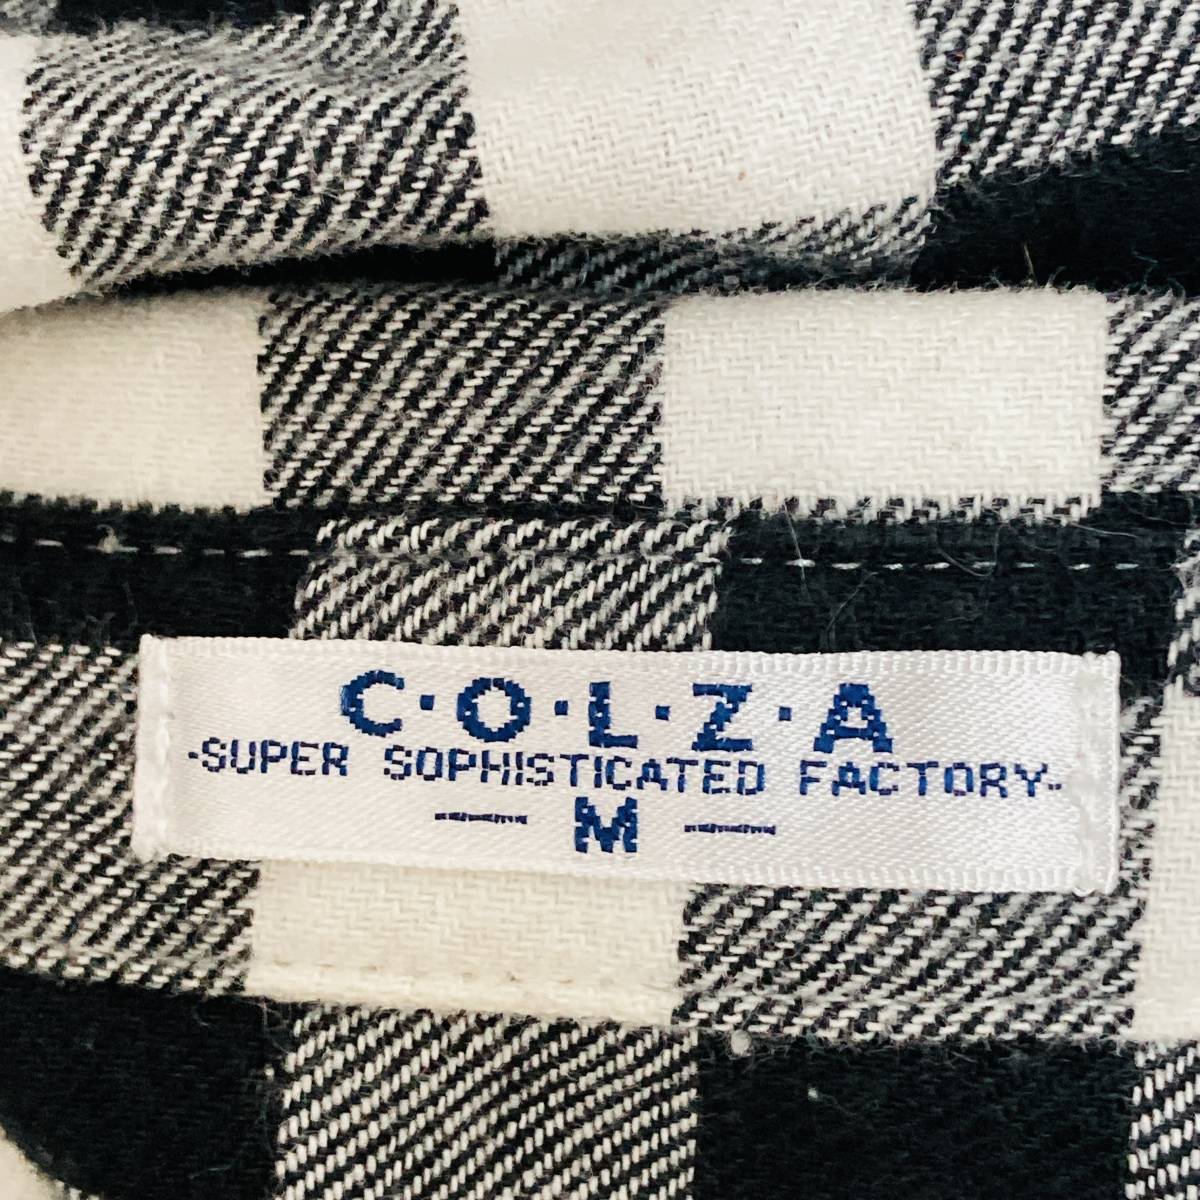 C·O·L·Z·A
·SUPER SOPHISTICATED FACTORY·
— M —